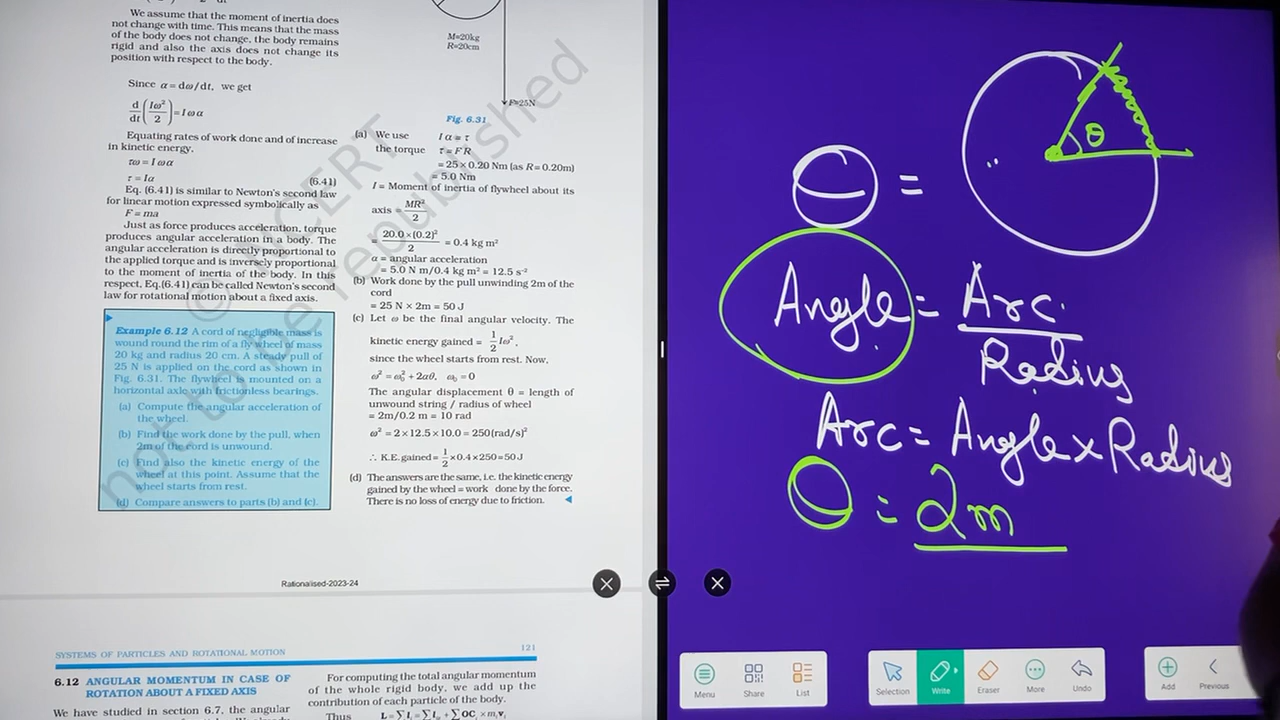 We assume that the moment of inertia does
not change with time. This means that the mass
of the body does not change, the body remains
rigid and also the axis does not change its
position with respect to the body.
Since α = dω/dt, we get
d/dt (Iω²/2) = I ω α
Equating rates of work done and of increase
in kinetic energy,
τω = I ω α
τ = Iα (6.41)
Eq. (6.41) is similar to Newton's second law
for linear motion expressed symbolically as
F = ma
Just as force produces acceleration, torque
produces angular acceleration in a body. The
angular acceleration is directly proportional to
the applied torque and is inversely proportional
to the moment of inertia of the body. In this
respect, Eq.(6.41) can be called Newton's second
law for rotational motion about a fixed axis.
Example 6.12 A cord of negligible mass is
wound round the rim of a fly wheel of mass
20 kg and radius 20 cm. A steady pull of
25 N is applied on the cord as shown in
Fig. 6.31. The flywheel is mounted on a
horizontal axle with frictionless bearings.
(a) Compute the angular acceleration of
the wheel.
(b) Find the work done by the pull, when
2m of the cord is unwound.
(c) Find also the kinetic energy of the
wheel at this point. Assume that the
wheel starts from rest.
(d) Compare answers to parts (b) and (c).
M=20kg
R=20cm
F=25N
Fig. 6.31
(a) We use I α = τ
the torque τ = F R
= 25 × 0.20 Nm (as R = 0.20m)
= 5.0 Nm
I = Moment of inertia of flywheel about its
axis = MR²/2
= 20.0 × (0.2)²/2 = 0.4 kg m²
α = angular acceleration
= 5.0 N m/0.4 kg m² = 12.5 s⁻²
(b) Work done by the pull unwinding 2m of the
cord
= 25 N × 2m = 50 J
(c) Let ω be the final angular velocity. The
kinetic energy gained = 1/2 Iω²,
since the wheel starts from rest. Now,
ω² = ω₀² + 2αθ, ω₀ = 0
The angular displacement θ = length of
unwound string / radius of wheel
= 2m/0.2 m = 10 rad
ω² = 2 × 12.5 × 10.0 = 250 (rad/s)²
∴ K.E. gained = 1/2 × 0.4 × 250 = 50 J
(d) The answers are the same, i.e. the kinetic energy
gained by the wheel = work done by the force.
There is no loss of energy due to friction.
© NCERT
not to be republished
Rationalised-2023-24
SYSTEMS OF PARTICLES AND ROTATIONAL MOTION 121
6.12 ANGULAR MOMENTUM IN CASE OF
ROTATION ABOUT A FIXED AXIS
We have studied in section 6.7, the angular
For computing the total angular momentum
of the whole rigid body, we add up the
contribution of each particle of the body.
θ
θ =
Angle = Arc/Radius
Arc = Angle × Radius
θ = 2m
Menu Share List
Selection Write Eraser More Undo
Add Previous